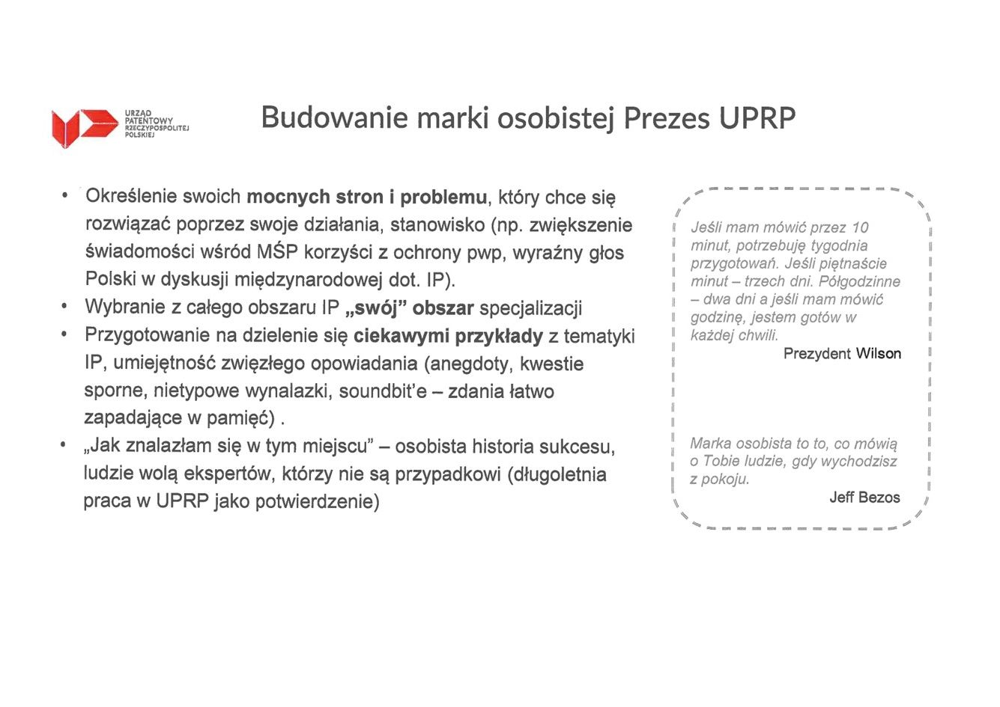 URZĄD
PATENTOWY
RZECZYPOSPOLITEJ
POLSKIEJ
Budowanie marki osobistej Prezes UPRP
• Określenie swoich mocnych stron i problemu, który chce się
rozwiązać poprzez swoje działania, stanowisko (np. zwiększenie
świadomości wśród MŚP korzyści z ochrony pwp, wyraźny głos
Polski w dyskusji międzynarodowej dot. IP).
• Wybranie z całego obszaru IP „swój” obszar specjalizacji
• Przygotowanie na dzielenie się ciekawymi przykłady z tematyki
IP, umiejętność zwięzłego opowiadania (anegdoty, kwestie
sporne, nietypowe wynalazki, soundbit’e – zdania łatwo
zapadające w pamięć) .
• „Jak znalazłam się w tym miejscu” – osobista historia sukcesu,
ludzie wolą ekspertów, którzy nie są przypadkowi (długoletnia
praca w UPRP jako potwierdzenie)
Jeśli mam mówić przez 10
minut, potrzebuję tygodnia
przygotowań. Jeśli piętnaście
minut – trzech dni. Półgodzinne
– dwa dni a jeśli mam mówić
godzinę, jestem gotów w
każdej chwili.
Prezydent Wilson
Marka osobista to to, co mówią
o Tobie ludzie, gdy wychodzisz
z pokoju.
Jeff Bezos